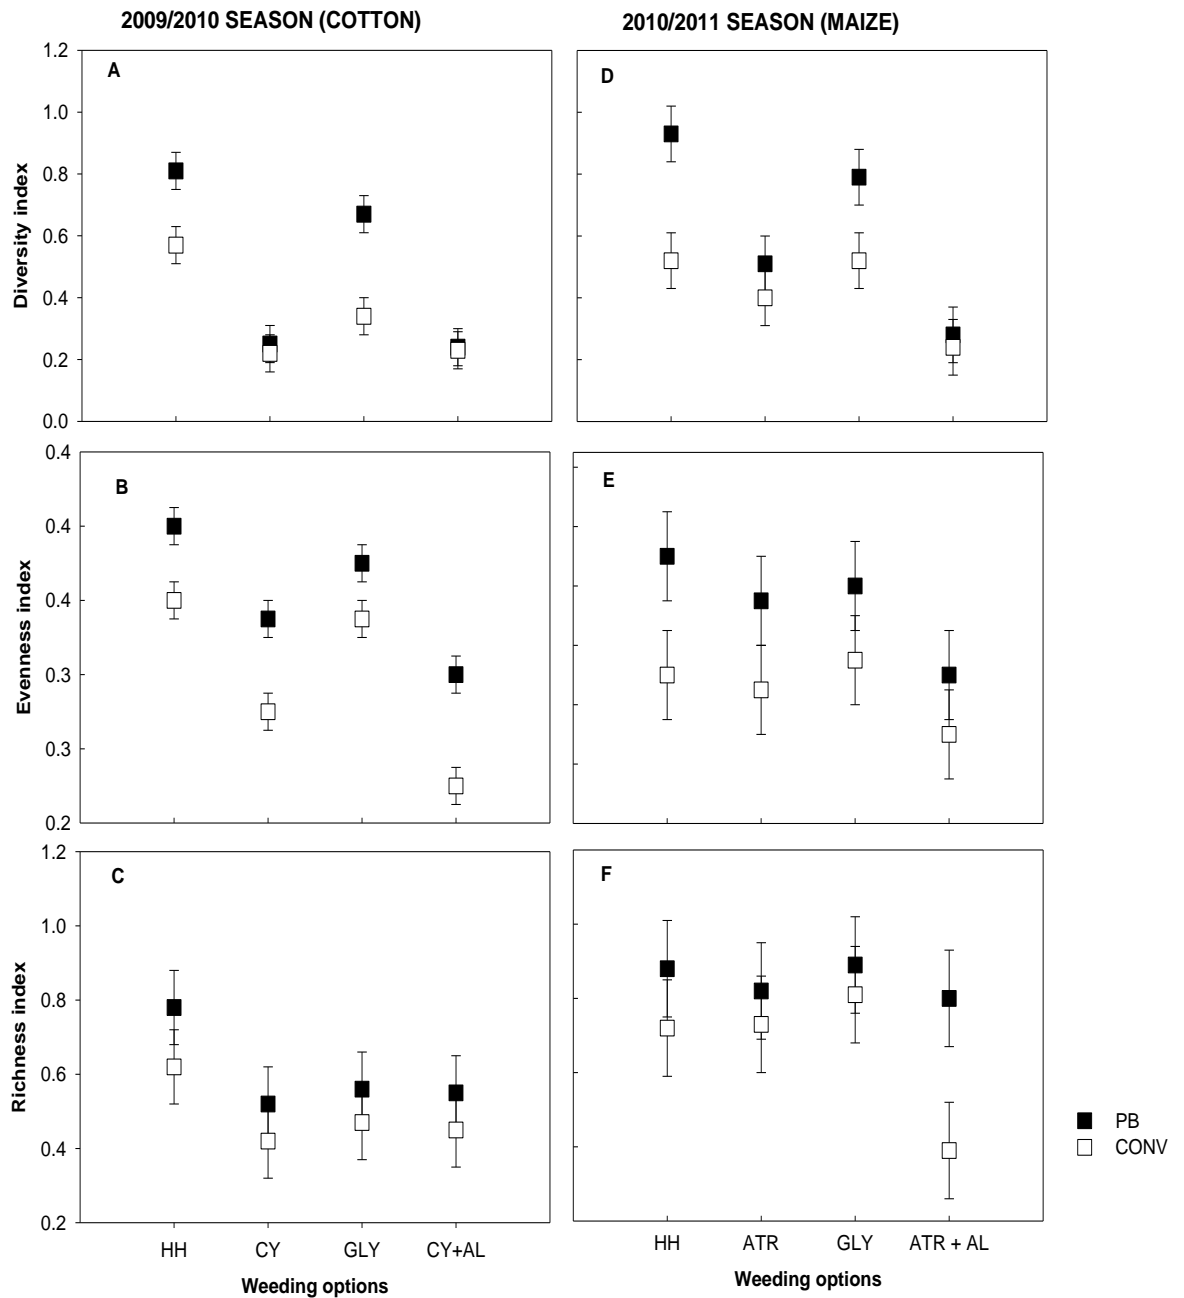 2009/2010 SEASON (COTTON)
2010/2011 SEASON (MAIZE)
A
Diversity index
1.2
1.0
0.8
0.6
0.4
0.2
0.0
D
B
Evenness index
0.4
0.4
0.4
0.3
0.3
0.2
E
C
Richness index
1.2
1.0
0.8
0.6
0.4
0.2
HH CY GLY CY+AL
Weeding options
F
HH ATR GLY ATR + AL
Weeding options
PB
CONV